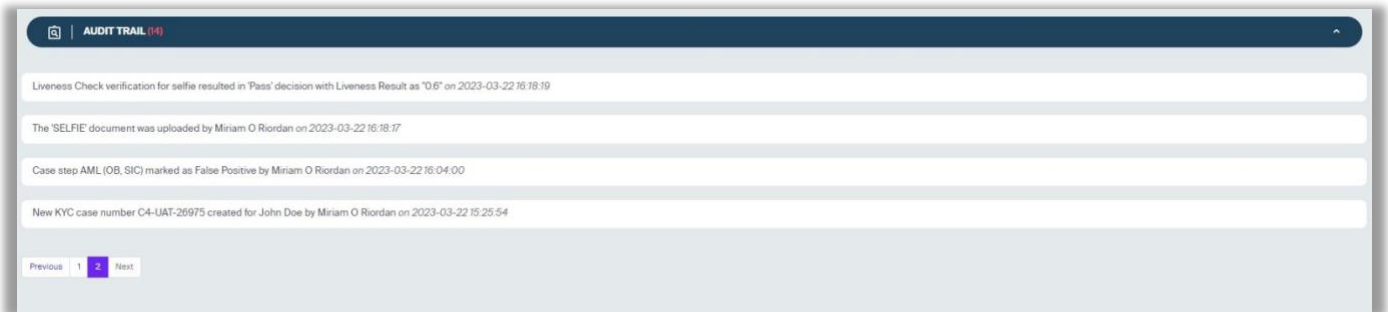 AUDIT TRAIL (14)
Liveness Check verification for selfie resulted in 'Pass' decision with Liveness Result as "0.6" on 2023-03-22 16:18:19
The 'SELFIE' document was uploaded by Miriam O Riordan on 2023-03-22 16:18:17
Case step AML (OB, SIC) marked as False Positive by Miriam O Riordan on 2023-03-22 16:04:00
New KYC case number C4-UAT-26975 created for John Doe by Miriam O Riordan on 2023-03-22 15:25:54
Previous 1 2 Next